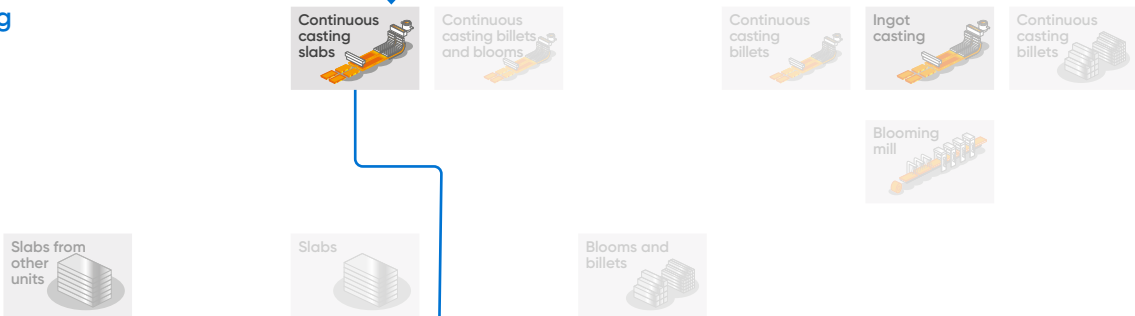 g
Continuous
casting
slabs
Continuous
casting billets
and blooms
Continuous
casting
billets
Ingot
casting
Continuous
casting
billets
Blooming
mill
Slabs from
other
units
Slabs
Blooms and
billets